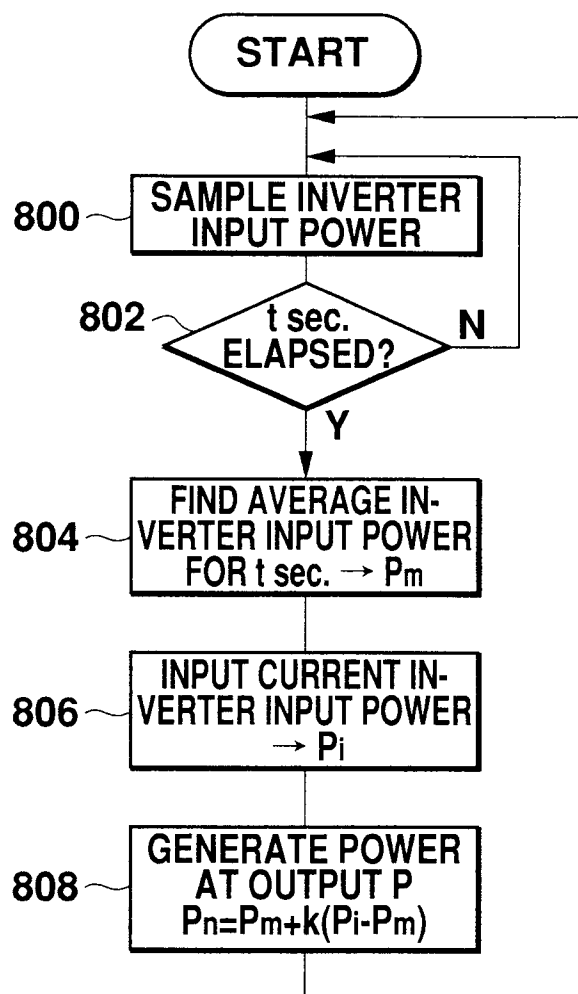 START
800
SAMPLE INVERTER
INPUT POWER
802
t sec.
ELAPSED?
N
Y
804
FIND AVERAGE IN-
VERTER INPUT POWER
FOR t sec. → Pm
806
INPUT CURRENT IN-
VERTER INPUT POWER
→ Pi
808
GENERATE POWER
AT OUTPUT P
Pn=Pm+k(Pi-Pm)